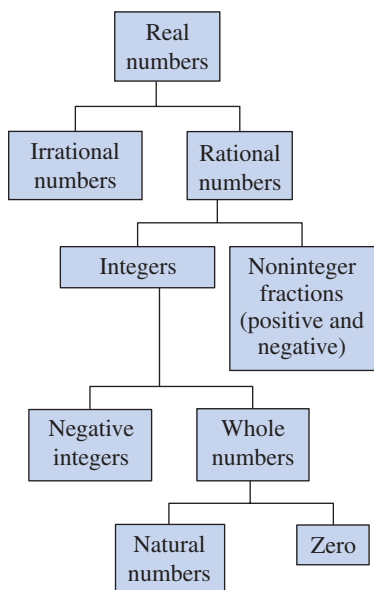 Real
numbers
Irrational
numbers
Rational
numbers
Integers
Noninteger
fractions
(positive and
negative)
Negative
integers
Whole
numbers
Natural
numbers
Zero